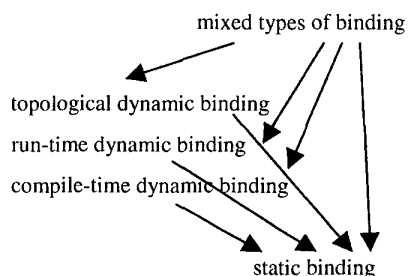 mixed types of binding
topological dynamic binding
run-time dynamic binding
compile-time dynamic binding
static binding